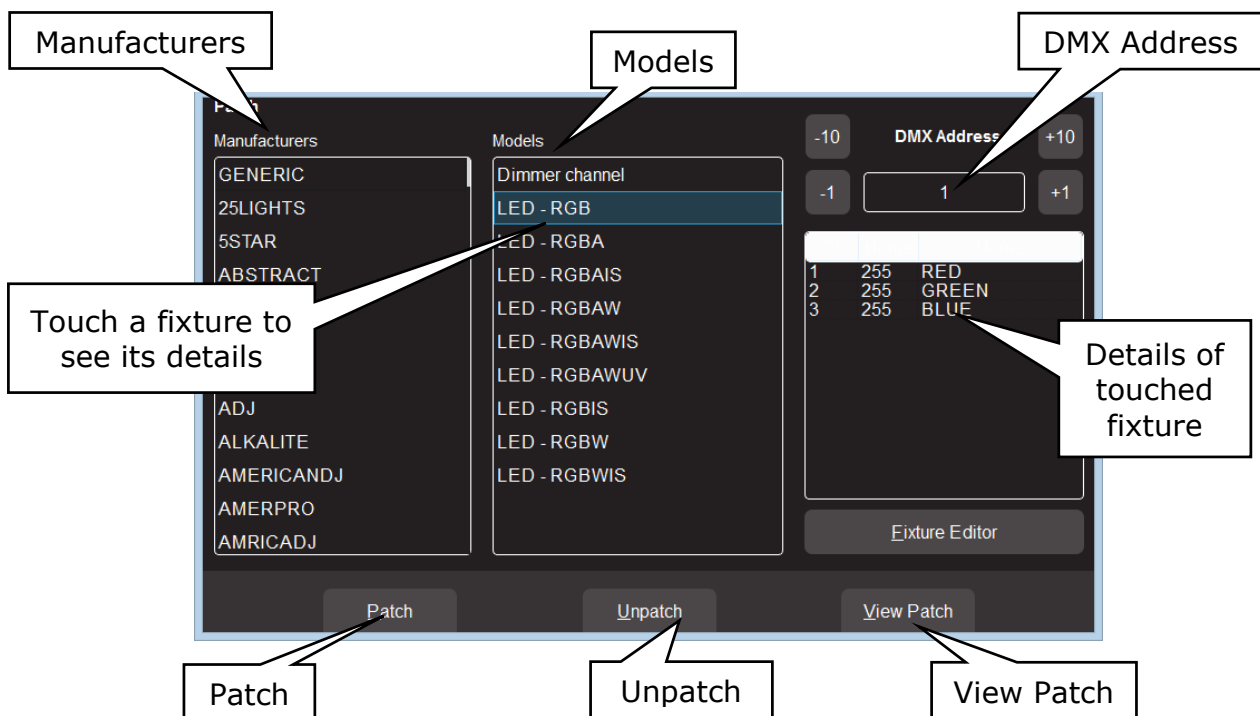 Manufacturers
Models
DMX Address
Manufacturers
Models
-10
DMX Address
+10
GENERIC
25LIGHTS
5STAR
ABSTRACT
ADJ
ALKALITE
AMERICANDJ
AMERPRO
AMRICADJ
Dimmer channel
LED - RGB
LED - RGBA
LED - RGBAIS
LED - RGBAW
LED - RGBAWIS
LED - RGBAWUV
LED - RGBIS
LED - RGBW
LED - RGBWIS
-1
1
+1
1 255 RED
2 255 GREEN
3 255 BLUE
Touch a fixture to
see its details
Details of
touched
fixture
Fixture Editor
Patch
Unpatch
View Patch
Patch
Unpatch
View Patch